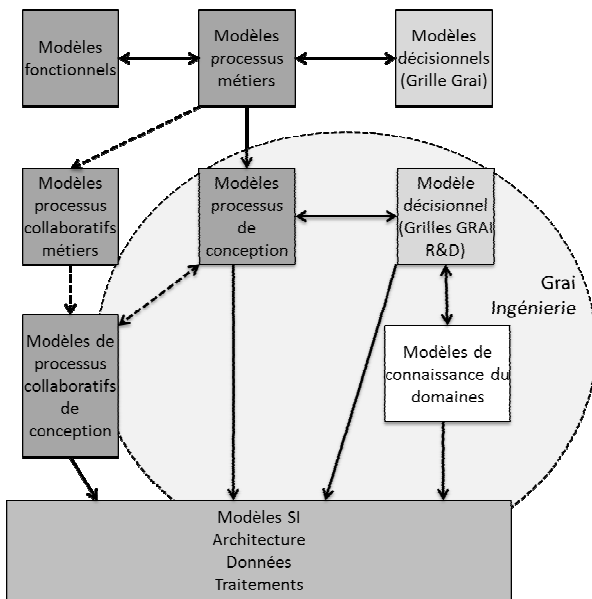 Modèles
fonctionnels
Modèles
processus
métiers
Modèles
décisionnels
(Grille Grai)
Modèles
processus
collaboratifs
métiers
Modèles
processus
de
conception
Modèle
décisionnel
(Grilles GRAI
R&D)
Grai
Ingénierie
Modèles de
processus
collaboratifs
de
conception
Modèles de
connaissance du
domaines
Modèles SI
Architecture
Données
Traitements